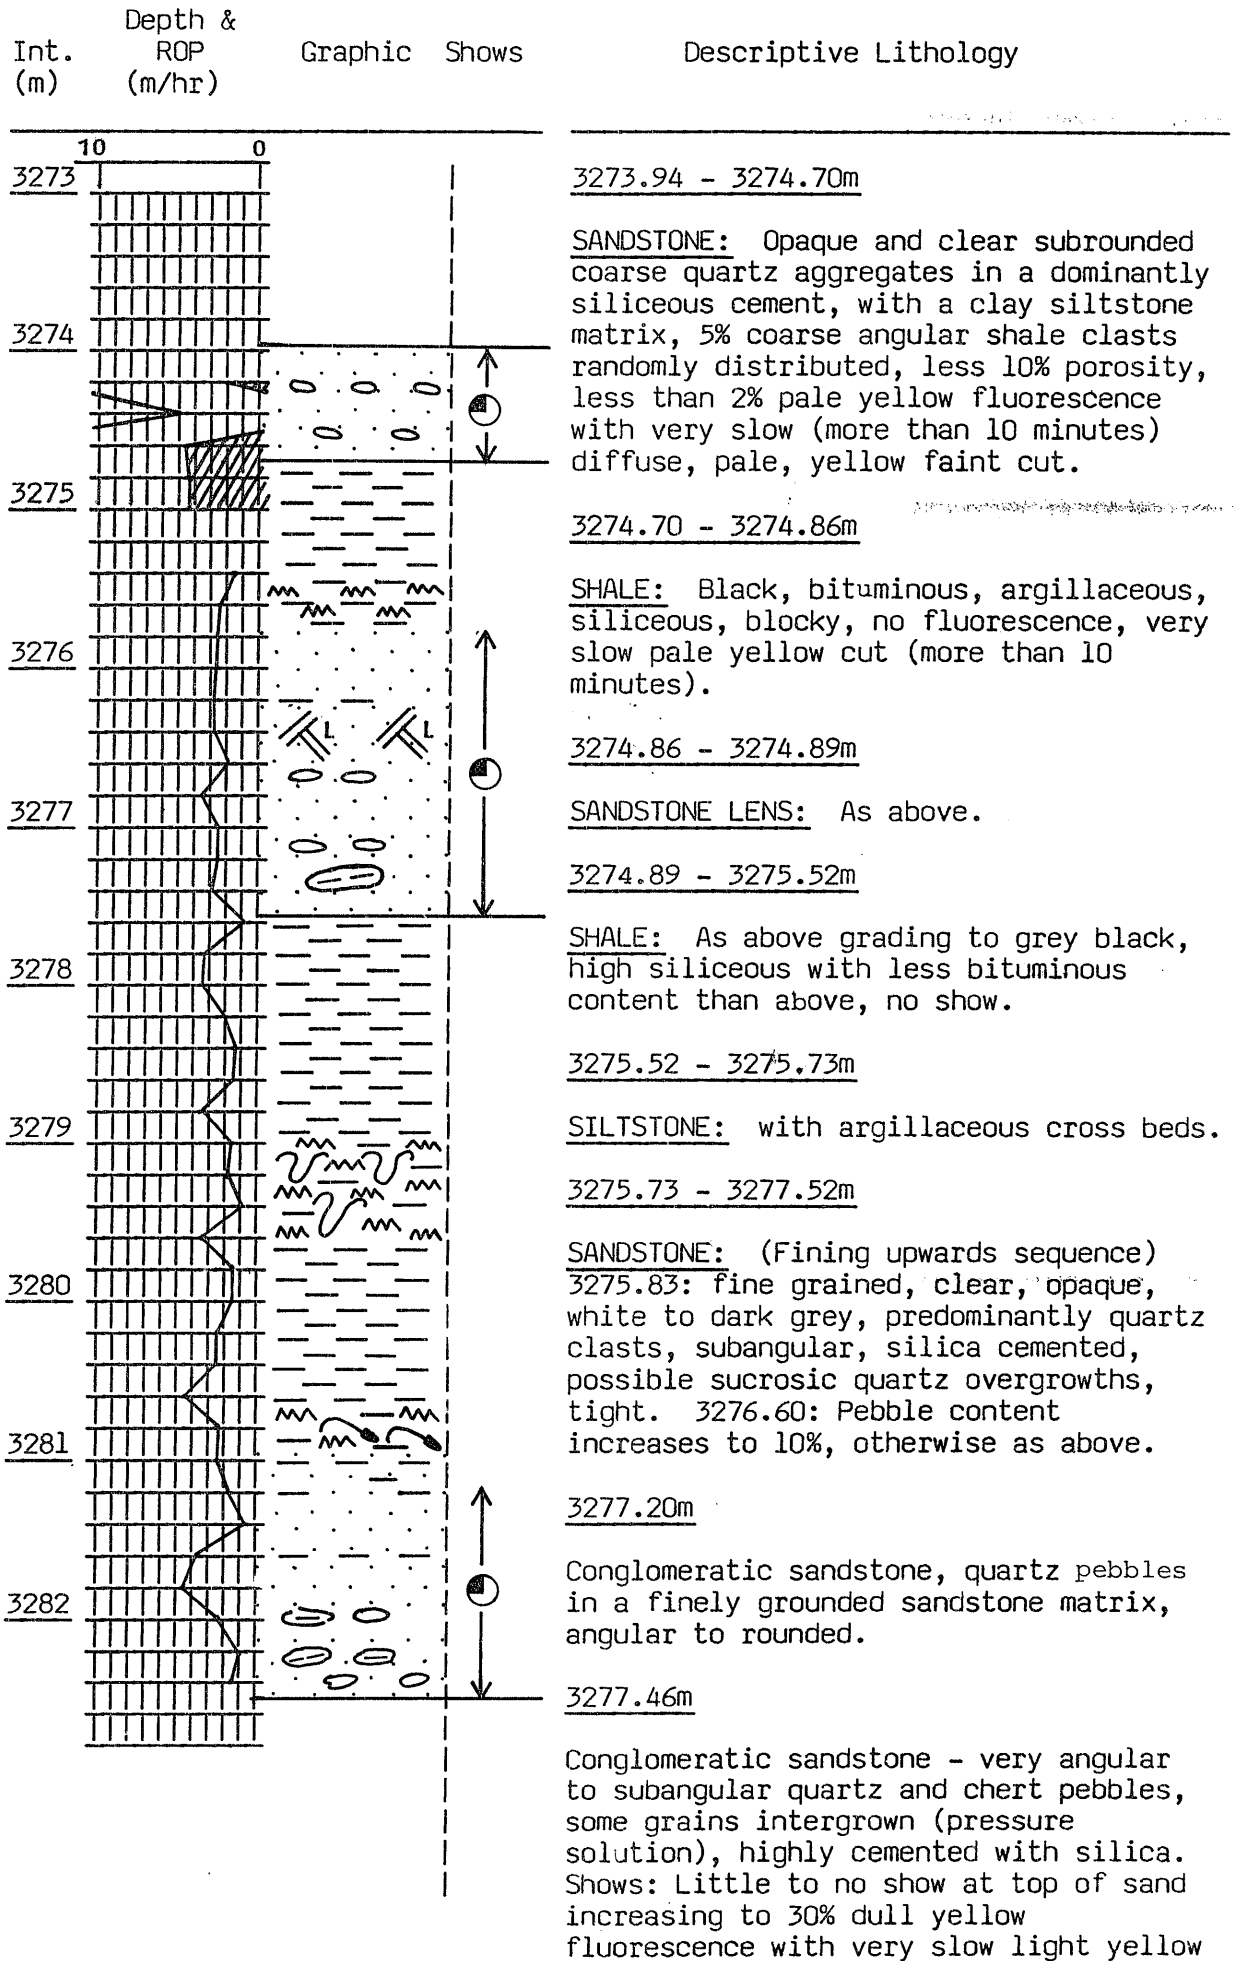 Int.
(m)
Depth &
ROP
(m/hr)
Graphic
Shows
Descriptive Lithology
10
0
3273
3274
3275
3276
L
L
3277
3278
3279
3280
3281
3282
3273.94 - 3274.70m
SANDSTONE: Opaque and clear subrounded
coarse quartz aggregates in a dominantly
siliceous cement, with a clay siltstone
matrix, 5% coarse angular shale clasts
randomly distributed, less 10% porosity,
less than 2% pale yellow fluorescence
with very slow (more than 10 minutes)
diffuse, pale, yellow faint cut.
3274.70 - 3274.86m
SHALE: Black, bituminous, argillaceous,
siliceous, blocky, no fluorescence, very
slow pale yellow cut (more than 10
minutes).
3274.86 - 3274.89m
SANDSTONE LENS: As above.
3274.89 - 3275.52m
SHALE: As above grading to grey black,
high siliceous with less bituminous
content than above, no show.
3275.52 - 3275.73m
SILTSTONE: with argillaceous cross beds.
3275.73 - 3277.52m
SANDSTONE: (Fining upwards sequence)
3275.83: fine grained, clear, opaque,
white to dark grey, predominantly quartz
clasts, subangular, silica cemented,
possible sucrosic quartz overgrowths,
tight. 3276.60: Pebble content
increases to 10%, otherwise as above.
3277.20m
Conglomeratic sandstone, quartz pebbles
in a finely grounded sandstone matrix,
angular to rounded.
3277.46m
Conglomeratic sandstone - very angular
to subangular quartz and chert pebbles,
some grains intergrown (pressure
solution), highly cemented with silica.
Shows: Little to no show at top of sand
increasing to 30% dull yellow
fluorescence with very slow light yellow